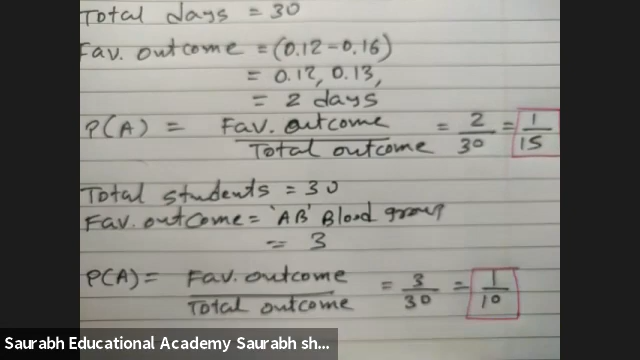 Total days = 30
Fav. outcome = (0.12-0.16)
= 0.12, 0.13,
= 2 days
P(A) = Fav. outcome / Total outcome = 2/30 = 1/15
Total students = 30
Fav. outcome = 'AB' Blood group
= 3
P(A) = Fav. outcome / Total outcome = 3/30 = 1/10
Saurabh Educational Academy Saurabh sh...